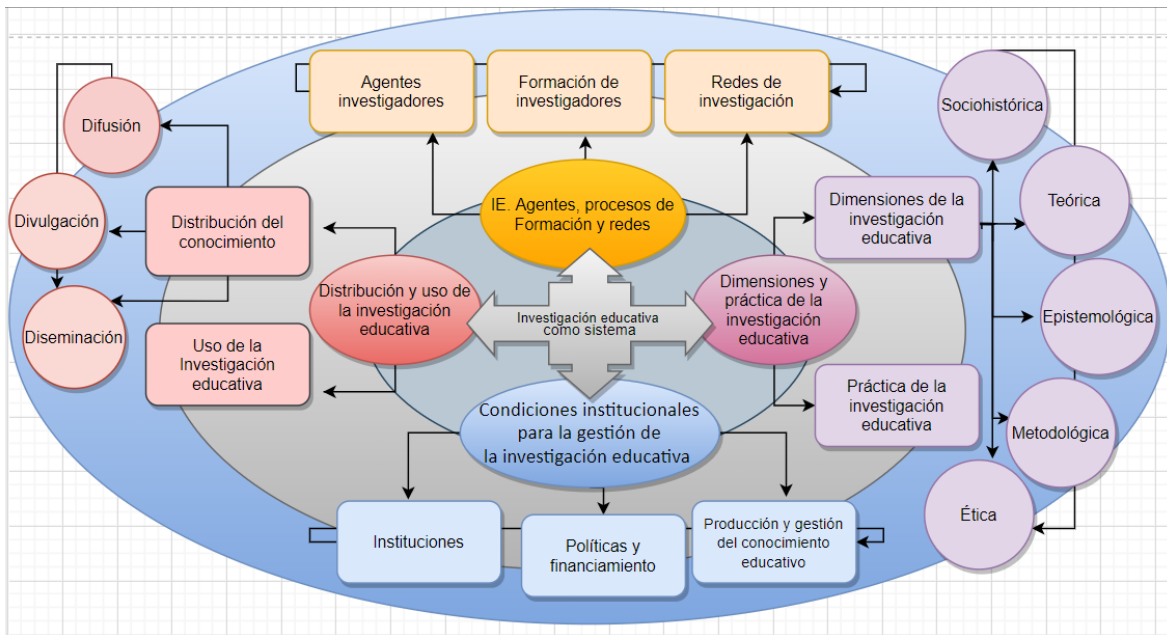 Agentes
investigadores
Formación de
investigadores
Redes de
investigación
Sociohistórica
Difusión
Teórica
IE. Agentes, procesos de
Formación y redes
Dimensiones de la
investigación
educativa
Divulgación
Distribución del
conocimiento
Distribución y uso de
la investigación
educativa
Investigación educativa
como sistema
Dimensiones y
práctica de la
investigación
educativa
Epistemológica
Diseminación
Uso de la
Investigación
educativa
Práctica de la
investigación
educativa
Condiciones institucionales
para la gestión de
la investigación educativa
Metodológica
Ética
Instituciones
Políticas y
financiamiento
Producción y gestión
del conocimiento
educativo